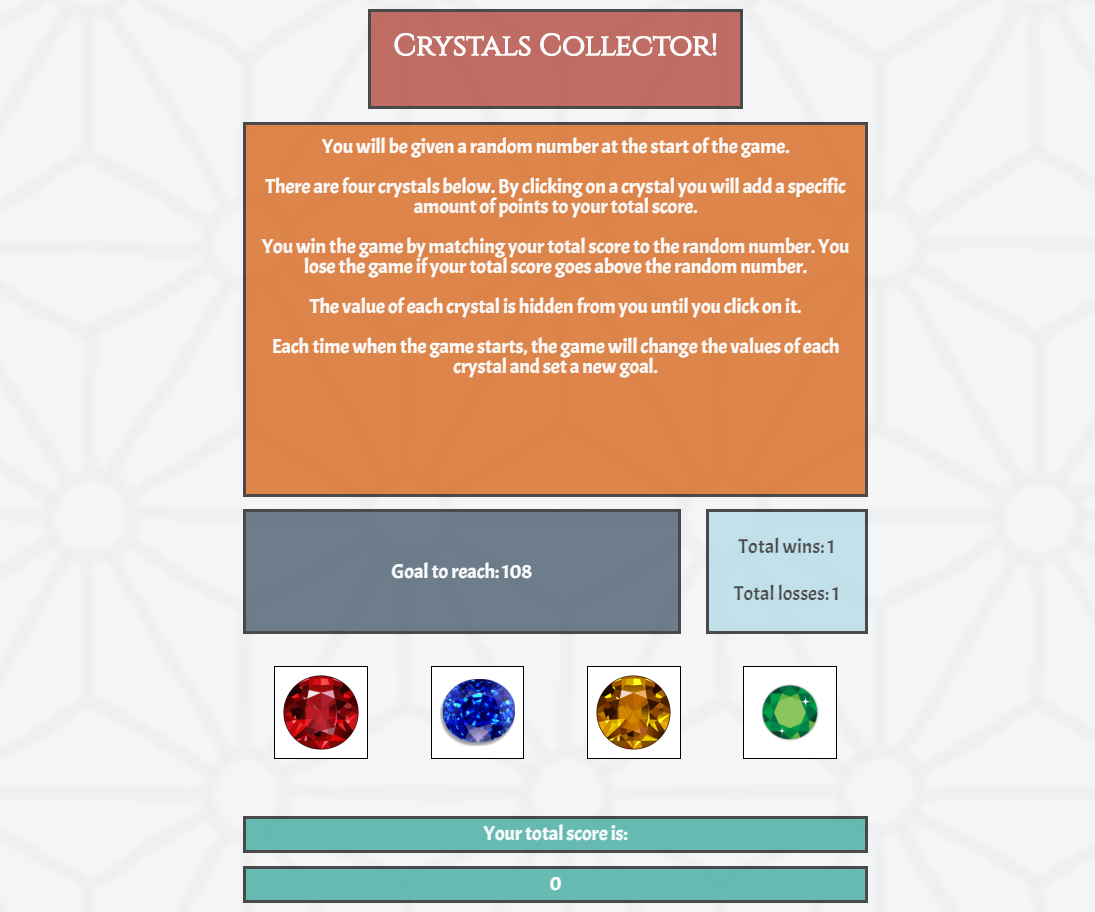 Crystals Collector!
You will be given a random number at the start of the game.
There are four crystals below. By clicking on a crystal you will add a specific
amount of points to your total score.
You win the game by matching your total score to the random number. You
lose the game if your total score goes above the random number.
The value of each crystal is hidden from you until you click on it.
Each time when the game starts, the game will change the values of each
crystal and set a new goal.
Goal to reach: 108
Total wins: 1
Total losses: 1
Your total score is:
0